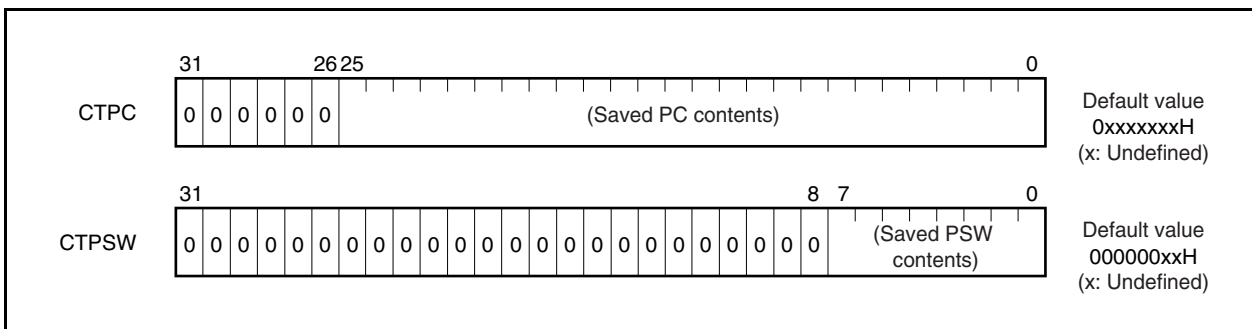 31 26 25 0
CTPC 0 0 0 0 0 0 (Saved PC contents)
Default value
0xxxxxxxH
(x: Undefined)
31 8 7 0
CTPSW 0 0 0 0 0 0 0 0 0 0 0 0 0 0 0 0 0 0 0 0 0 0 0 0 (Saved PSW
contents)
Default value
000000xxH
(x: Undefined)